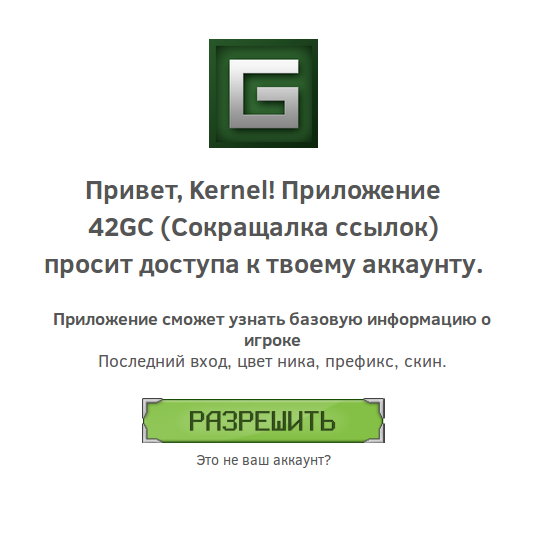 G
Привет, Kernel! Приложение
42GC (Сокращалка ссылок)
просит доступа к твоему аккаунту.
Приложение сможет узнать базовую информацию о
игроке
Последний вход, цвет ника, префикс, скин.
РАЗРЕШИТЬ
Это не ваш аккаунт?